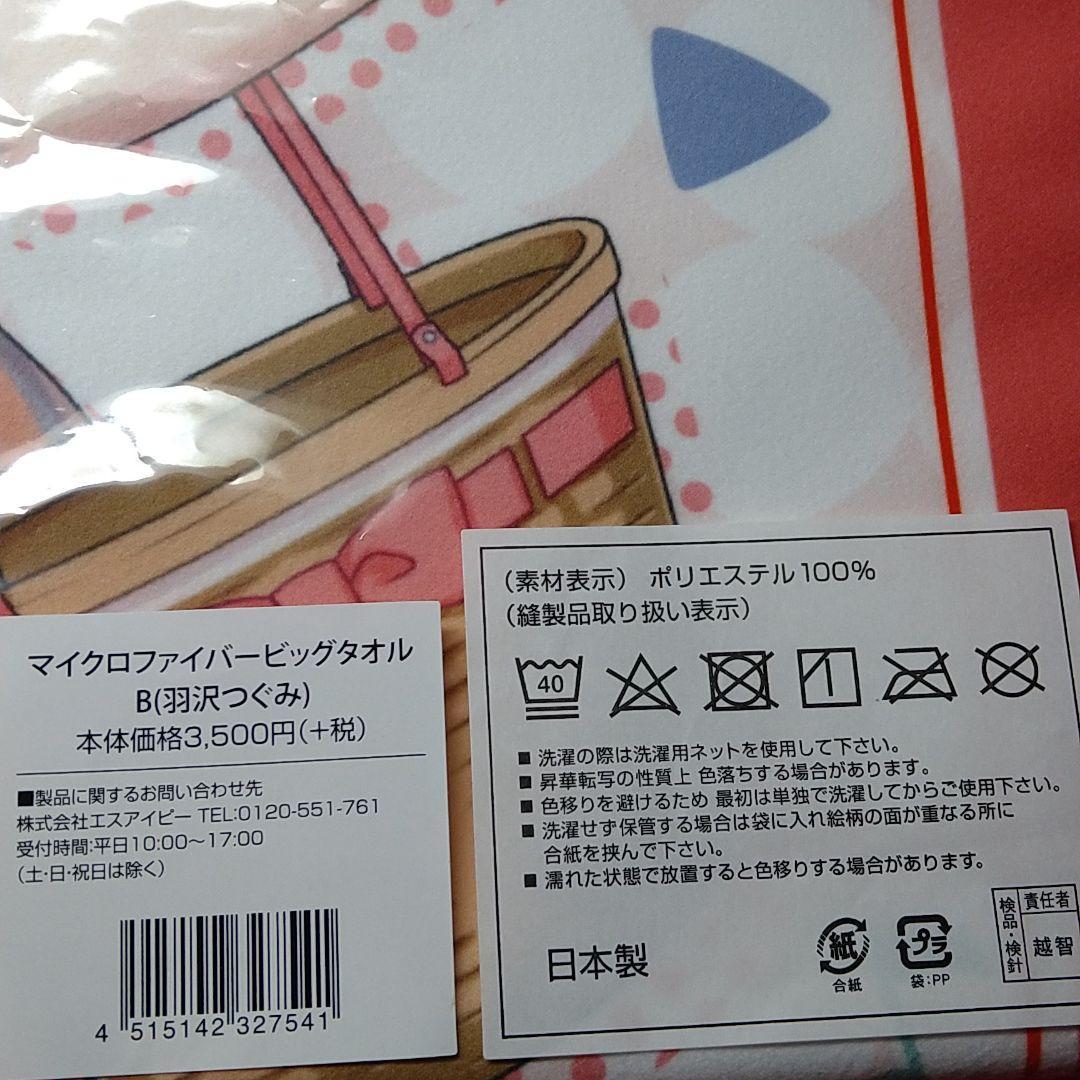 マイクロファイバービッグタオル
B(羽沢つぐみ)
本体価格3,500円(+税)
■製品に関するお問い合わせ先
株式会社エスアイピー TEL:0120-551-761
受付時間:平日10:00～17:00
(土・日・祝日は除く)
4 515142 327541
(素材表示) ポリエステル100%
(縫製品取り扱い表示)
40
■ 洗濯の際は洗濯用ネットを使用して下さい。
■ 昇華転写の性質上 色落ちする場合があります。
■ 色移りを避けるため 最初は単独で洗濯してからご使用下さい。
■ 洗濯せず保管する場合は袋に入れ絵柄の面が重なる所に
合紙を挟んで下さい。
■ 濡れた状態で放置すると色移りする場合があります。
日本製
紙
合紙
プラ
袋:PP
検品・検針
責任者
越智